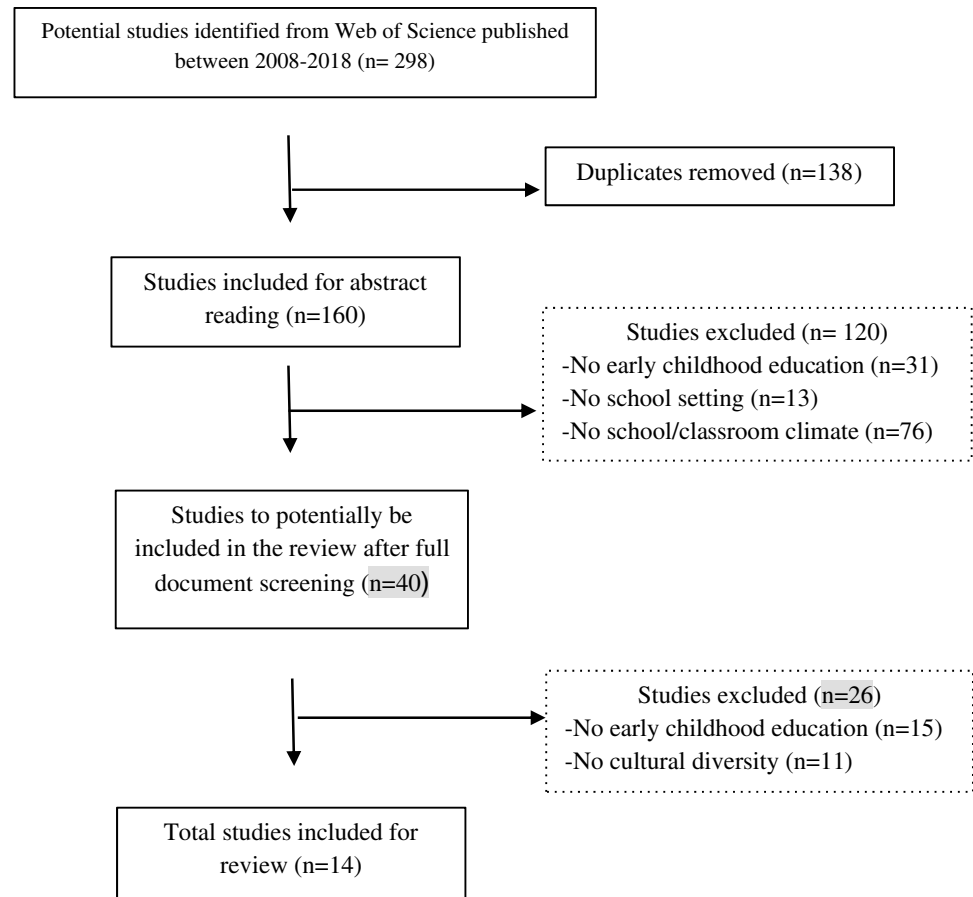 Potential studies identified from Web of Science published
between 2008-2018 (n= 298)
Duplicates removed (n=138)
Studies included for abstract
reading (n=160)
Studies excluded (n= 120)
-No early childhood education (n=31)
-No school setting (n=13)
-No school/classroom climate (n=76)
Studies to potentially be
included in the review after full
document screening (n=40)
Studies excluded (n=26)
-No early childhood education (n=15)
-No cultural diversity (n=11)
Total studies included for
review (n=14)